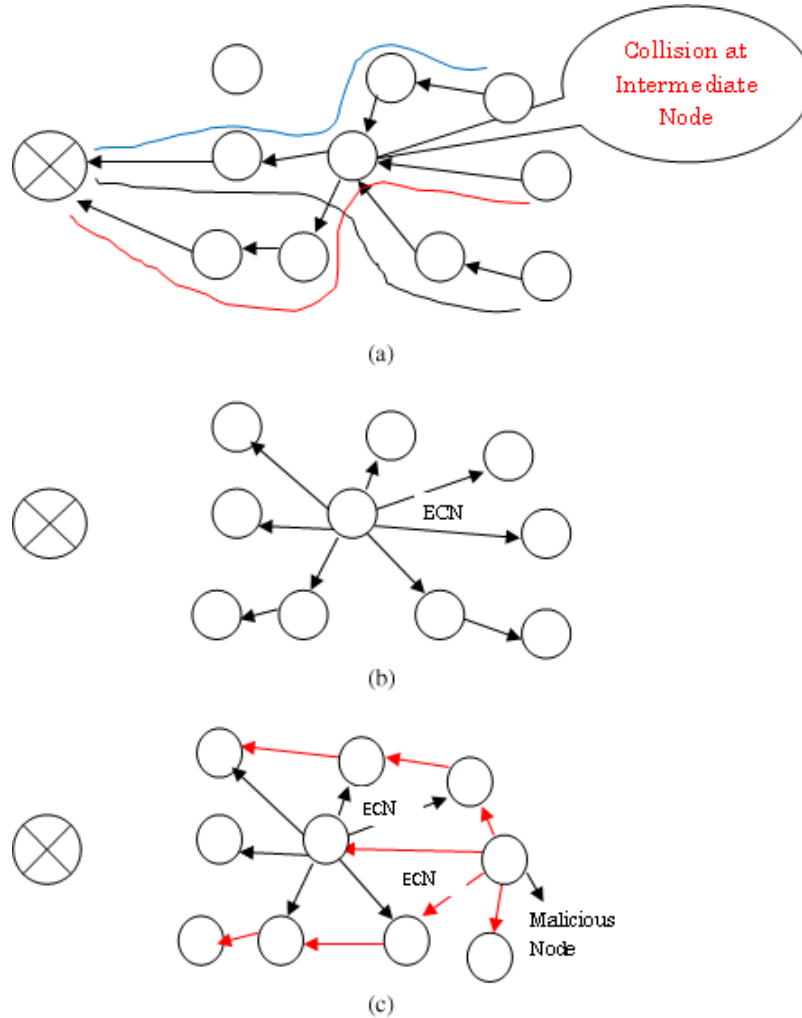 Collision at
Intermediate
Node
(a)
ECN
(b)
ECN
ECN
Malicious
Node
(c)